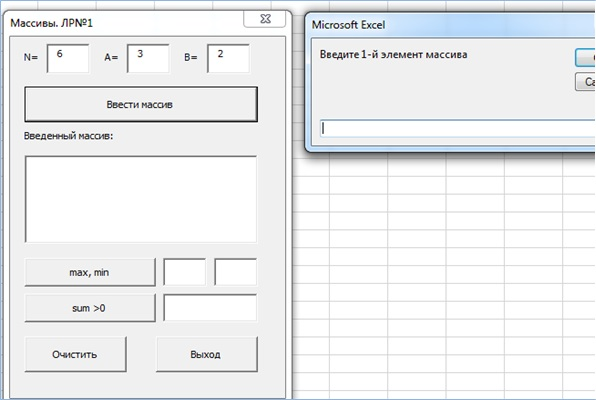 Массивы. ЛР№1
N= 6 A= 3 B= 2
Ввести массив
Введенный массив:
max, min
sum >0
Очистить Выход
Microsoft Excel
Введите 1-й элемент массива